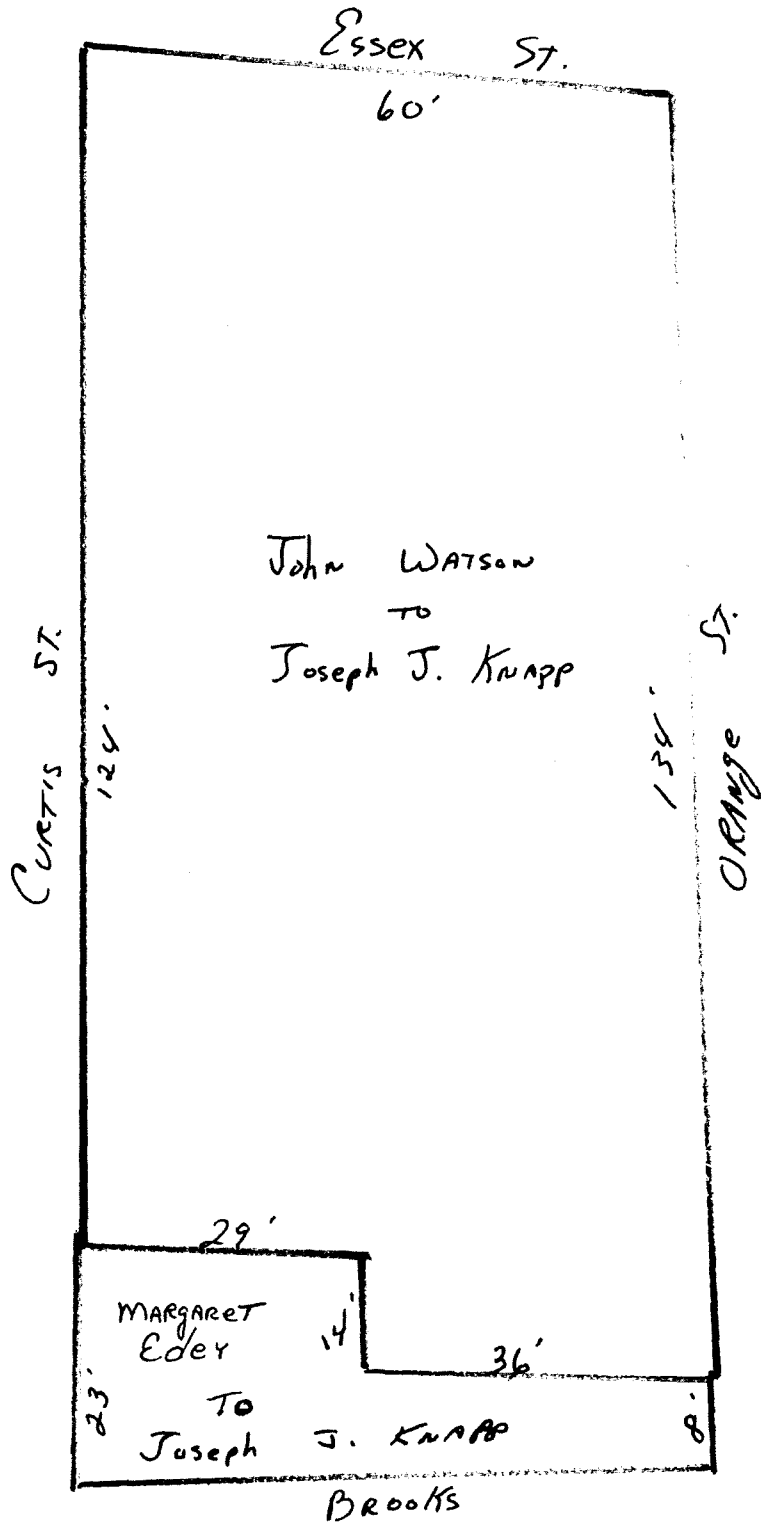 Essex ST.
60'
John WATSON
TO
Joseph J. KNAPP
CURTIS ST.
124'
134'
ORANge ST.
29'
MARgAReT
Edey
14'
36'
23'
TO
8'
Joseph J. KNAPP
BROOKS